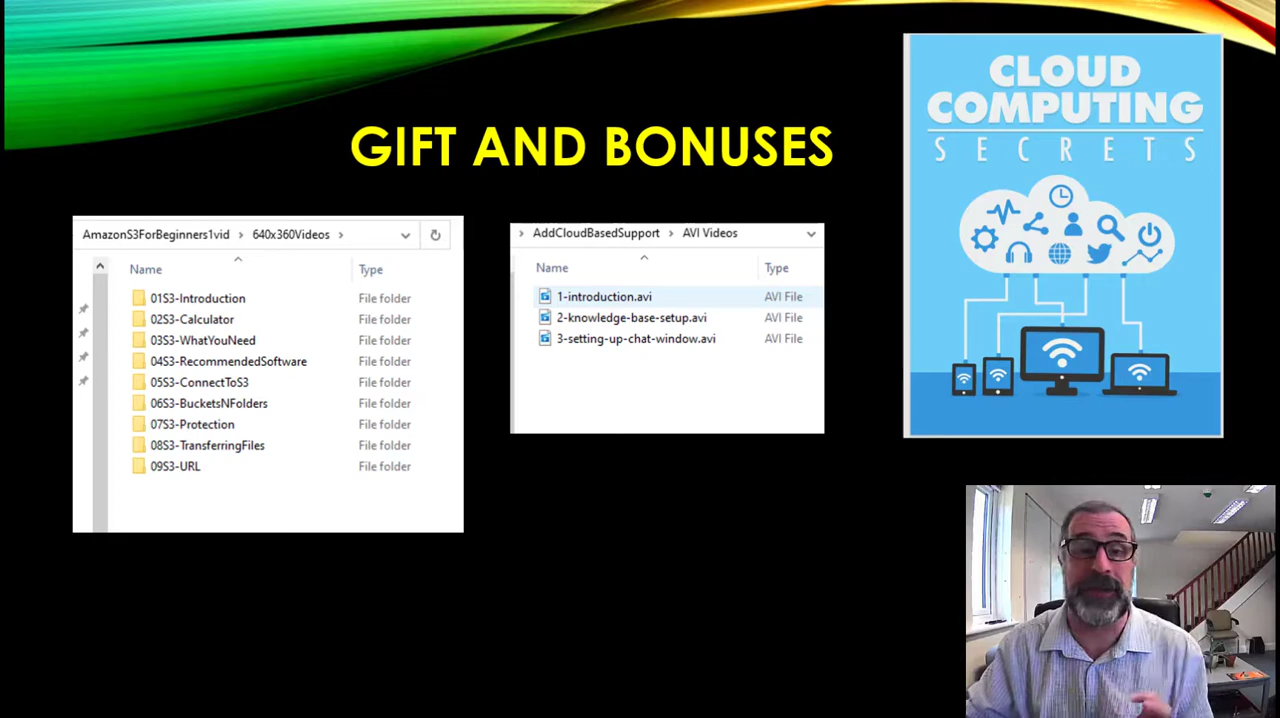 GIFT AND BONUSES
AmazonS3ForBeginners1vid > 640x360Videos >
Name Type
01S3-Introduction File folder
02S3-Calculator File folder
03S3-WhatYouNeed File folder
04S3-RecommendedSoftware File folder
05S3-ConnectToS3 File folder
06S3-BucketsNFolders File folder
07S3-Protection File folder
08S3-TransferringFiles File folder
09S3-URL File folder
> AddCloudBasedSupport > AVI Videos
Name Type
1-introduction.avi AVI File
2-knowledge-base-setup.avi AVI File
3-setting-up-chat-window.avi AVI File
CLOUD
COMPUTING
SECRETS